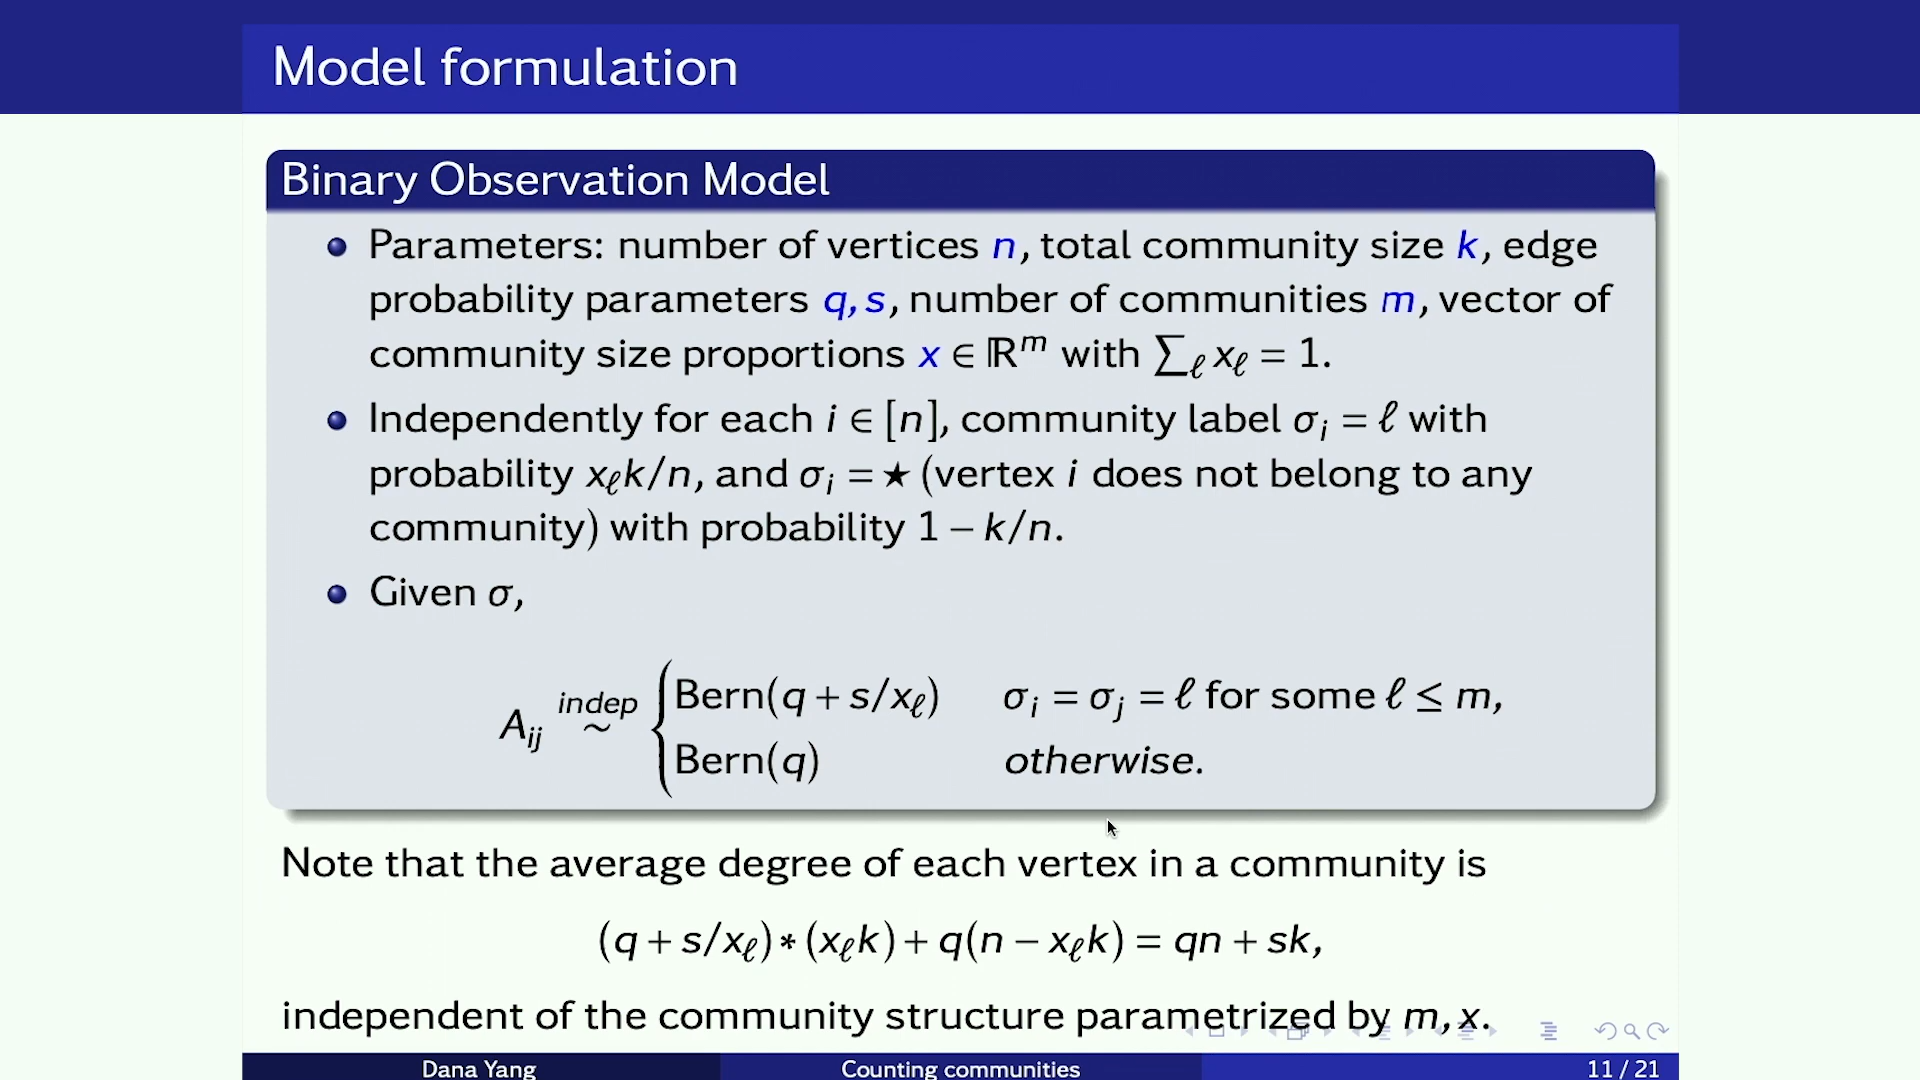 Model formulation
Binary Observation Model
Parameters: number of vertices n, total community size k, edge
probability parameters q, s, number of communities m, vector of
community size proportions x ∈ ℝ^m with ∑_ℓ x_ℓ = 1.
Independently for each i ∈ [n], community label σ_i = ℓ with
probability x_ℓ k/n, and σ_i = ★ (vertex i does not belong to any
community) with probability 1 – k/n.
Given σ,
A_ij indep ∼ { Bern(q + s/x_ℓ) σ_i = σ_j = ℓ for some ℓ ≤ m,
Bern(q) otherwise.
Note that the average degree of each vertex in a community is
(q + s/x_ℓ) * (x_ℓ k) + q(n – x_ℓ k) = qn + sk,
independent of the community structure parametrized by m, x.
Dana Yang Counting communities 11 / 21